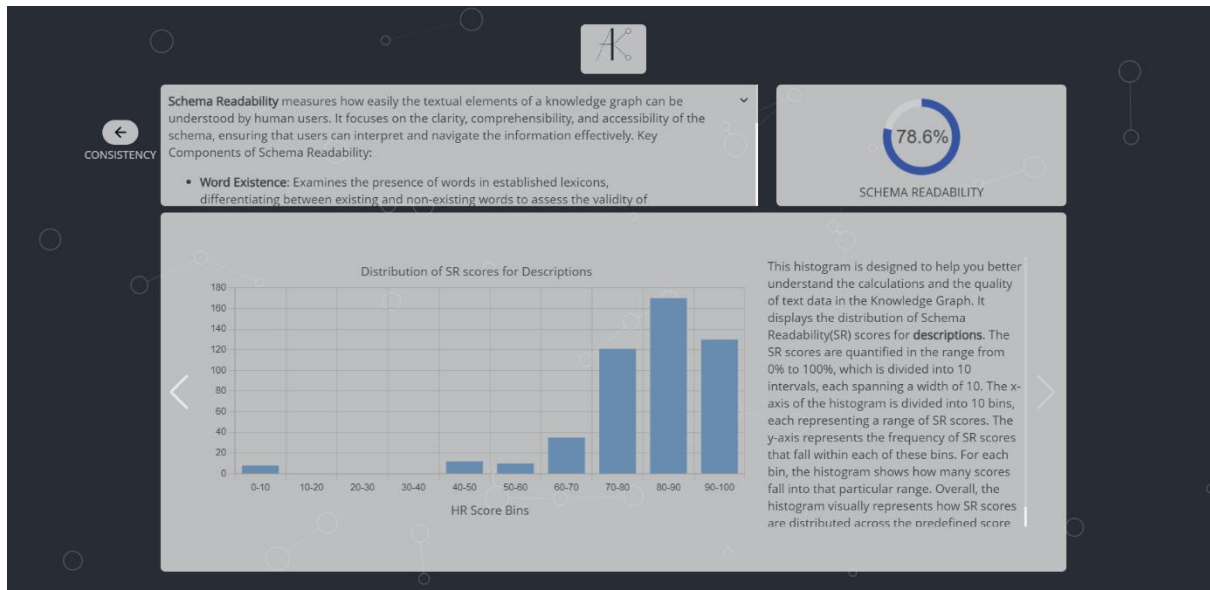 AK
Schema Readability measures how easily the textual elements of a knowledge graph can be
understood by human users. It focuses on the clarity, comprehensibility, and accessibility of the
schema, ensuring that users can interpret and navigate the information effectively. Key
Components of Schema Readability:
• Word Existence: Examines the presence of words in established lexicons,
differentiating between existing and non-existing words to assess the validity of
CONSISTENCY
78.6%
SCHEMA READABILITY
Distribution of SR scores for Descriptions
180
160
140
120
100
80
60
40
20
0
0-10 10-20 20-30 30-40 40-50 50-60 60-70 70-80 80-90 90-100
HR Score Bins
This histogram is designed to help you better
understand the calculations and the quality
of text data in the Knowledge Graph. It
displays the distribution of Schema
Readability(SR) scores for descriptions. The
SR scores are quantified in the range from
0% to 100%, which is divided into 10
intervals, each spanning a width of 10. The x-
axis of the histogram is divided into 10 bins,
each representing a range of SR scores. The
y-axis represents the frequency of SR scores
that fall within each of these bins. For each
bin, the histogram shows how many scores
fall into that particular range. Overall, the
histogram visually represents how SR scores
are distributed across the predefined score